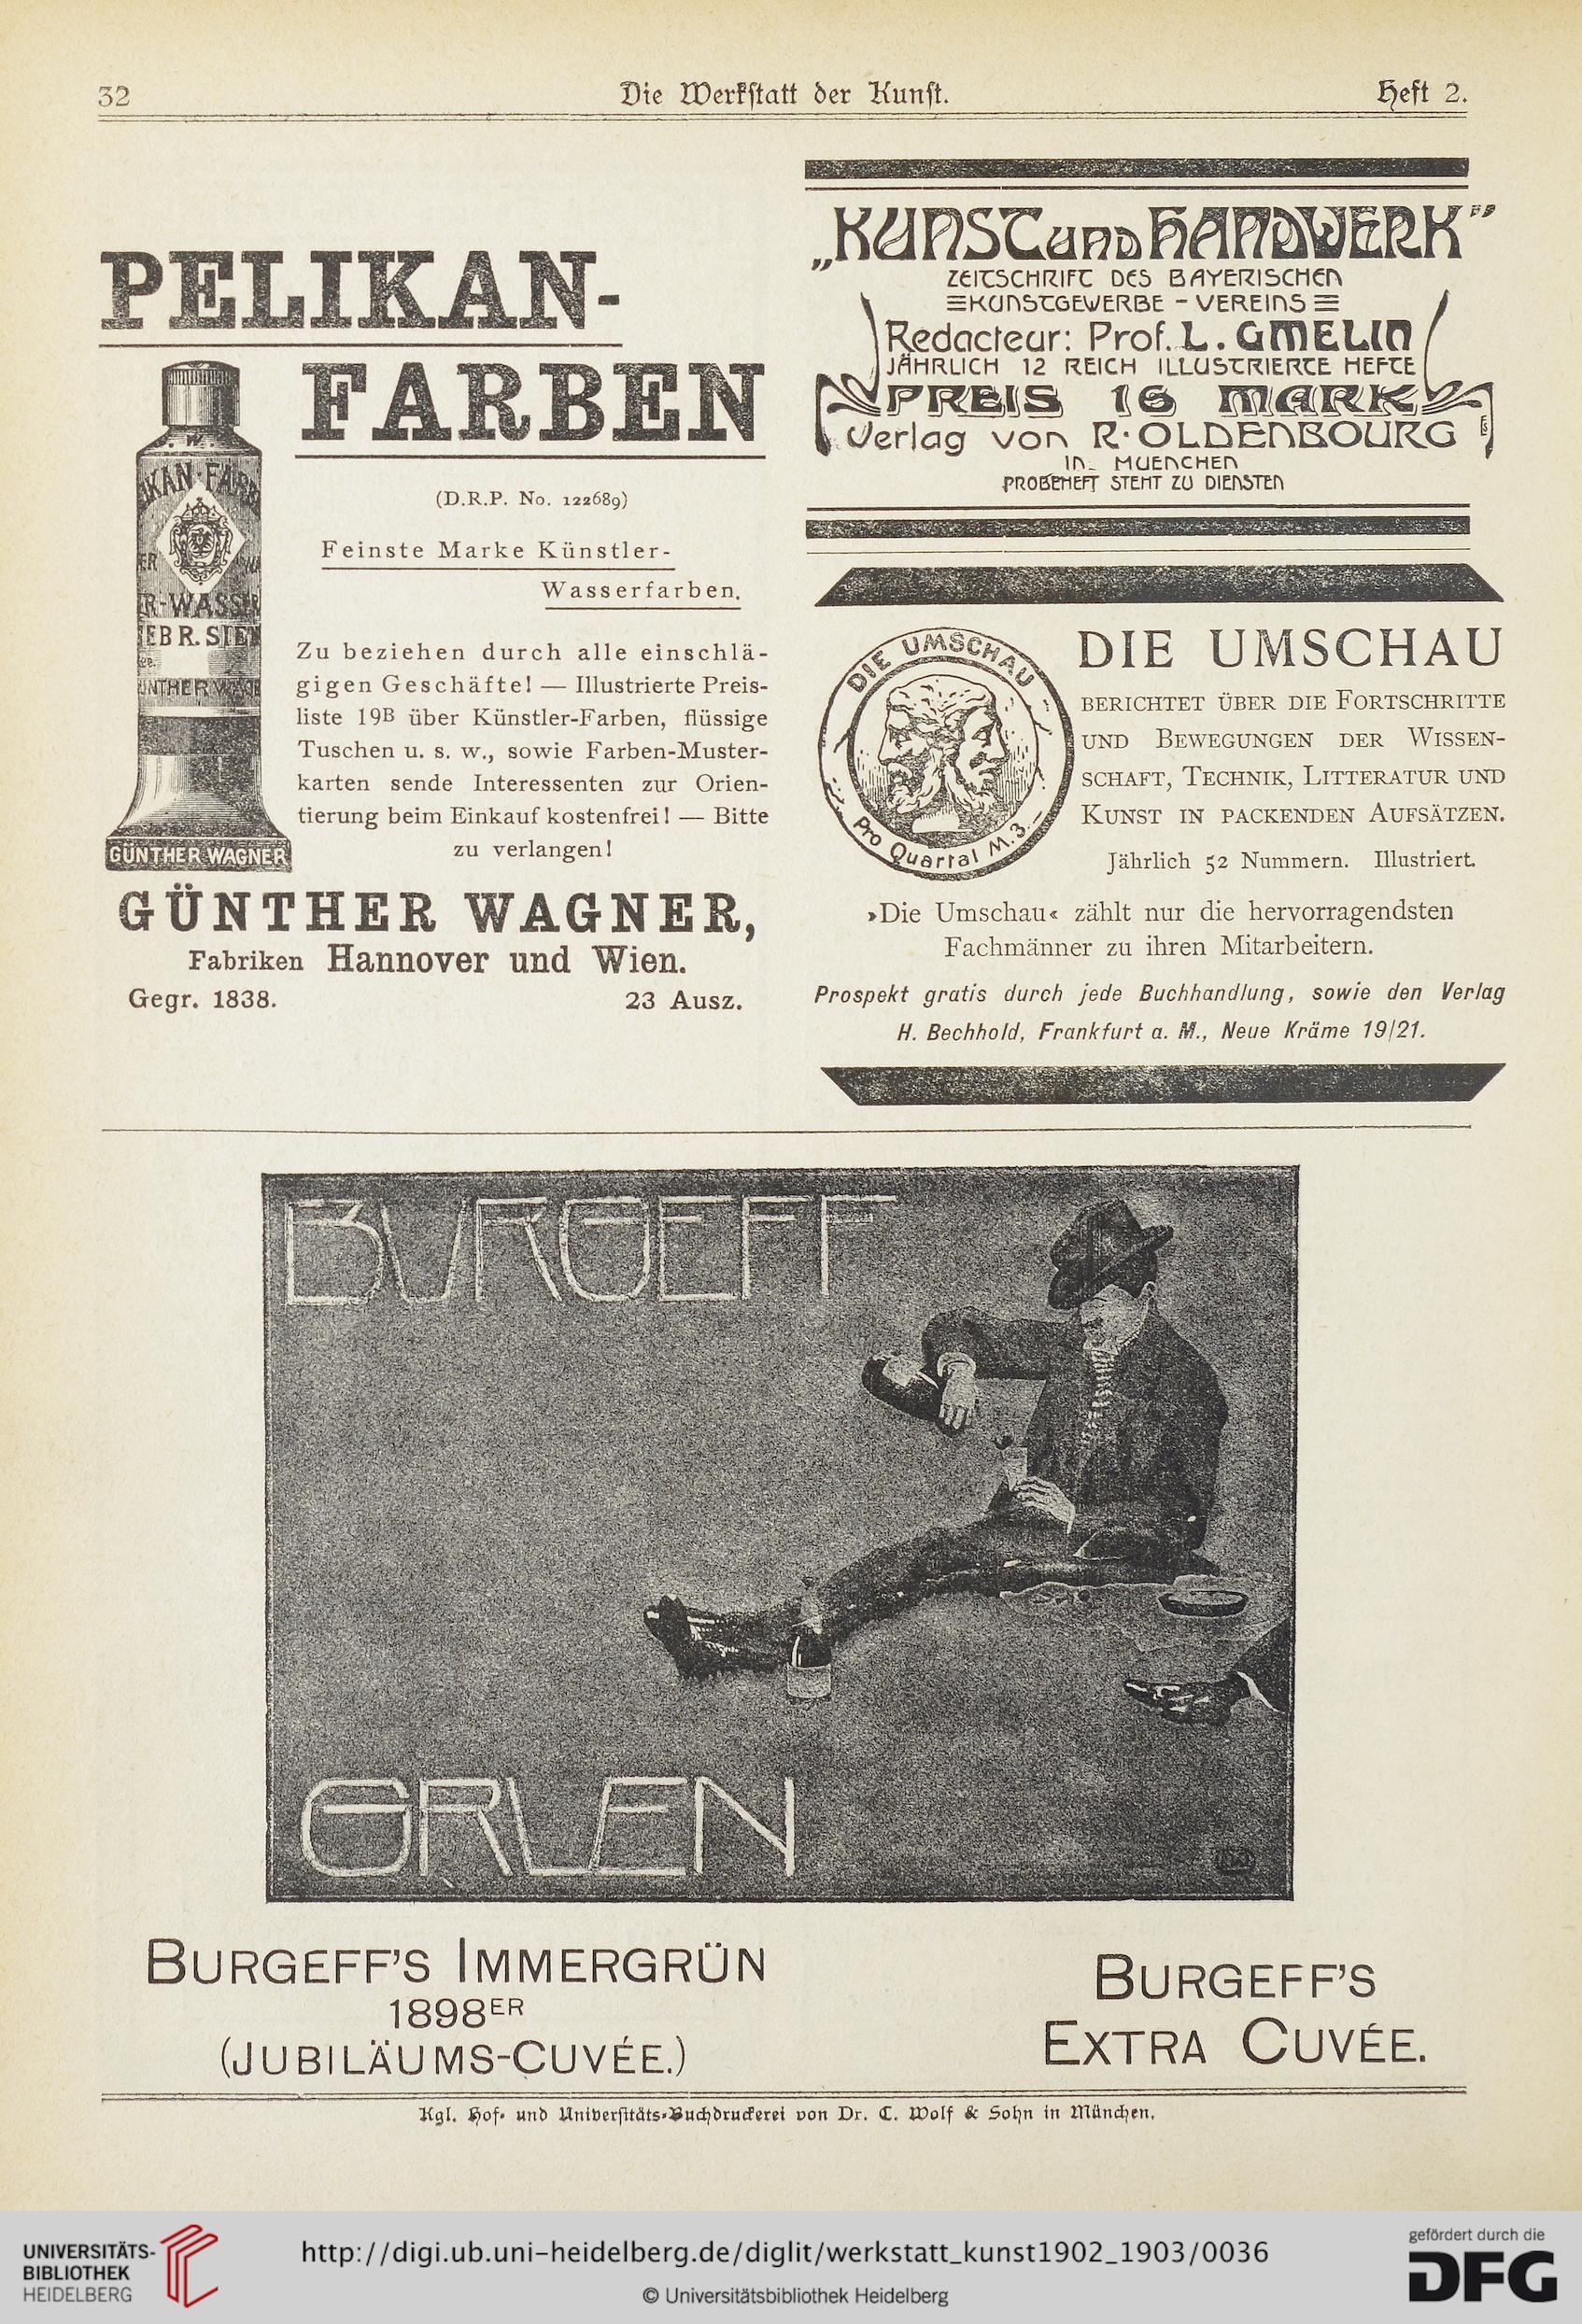 32
Die Werkstatt der Kunst.
Heft 2.
PELIKAN-
FARBEN
KAN-FARB
ER
R-WASSER
GEBR. SIE
GÜNTHER WAGNER
(D.R.P. No. 122689)
Feinste Marke Künstler-
Wasserfarben.
Zu beziehen durch alle einschlä-
gigen Geschäfte! — Illustrierte Preis-
liste 19B über Künstler-Farben, flüssige
Tuschen u. s. w., sowie Farben-Muster-
karten sende Interessenten zur Orien-
tierung beim Einkauf kostenfrei! — Bitte
zu verlangen!
GÜNTHER WAGNER,
Fabriken Hannover und Wien.
Gegr. 1838.
23 Ausz.
„KUNST UND HANDWERK"
ZEITSCHRIFT DES BAYERISCHEN
KUNSTGEWERBE - VEREINS
Redacteur: Prof. L. GMELIN
JÄHRLICH 12 REICH ILLUSTRIERTE HEFTE
PREIS 16 MARK
Verlag von R. OLDENBOURG
IN MUENCHEN
PROBEHEFT STEHT ZU DIENSTEN
DIE UMSCHAU
Pro Quartal M. 3.—
DIE UMSCHAU
BERICHTET ÜBER DIE FORTSCHRITTE
UND BEWEGUNGEN DER WISSEN-
SCHAFT, TECHNIK, LITTERATUR UND
KUNST IN PACKENDEN AUFSÄTZEN.
Jährlich 52 Nummern. Illustriert.
»Die Umschau« zählt nur die hervorragendsten
Fachmänner zu ihren Mitarbeitern.
Prospekt gratis durch jede Buchhandlung, sowie den Verlag
H. Bechhold, Frankfurt a. M., Neue Kräme 19/21.
BURGEFF
GRUEN
BURGEFF'S IMMERGRÜN
1898ER
(JUBILÄUMS-CUVÉE.)
BURGEFF'S
EXTRA CUVÉE.
Kgl. Hof- und Universitäts-Buchdruckerei von Dr. C. Wolf & Sohn in München.
UNIVERSITÄTS-
BIBLIOTHEK
HEIDELBERG
http://digi.ub.uni-heidelberg.de/diglit/werkstatt_kunst1902_1903/0036
© Universitätsbibliothek Heidelberg
gefördert durch die
DFG